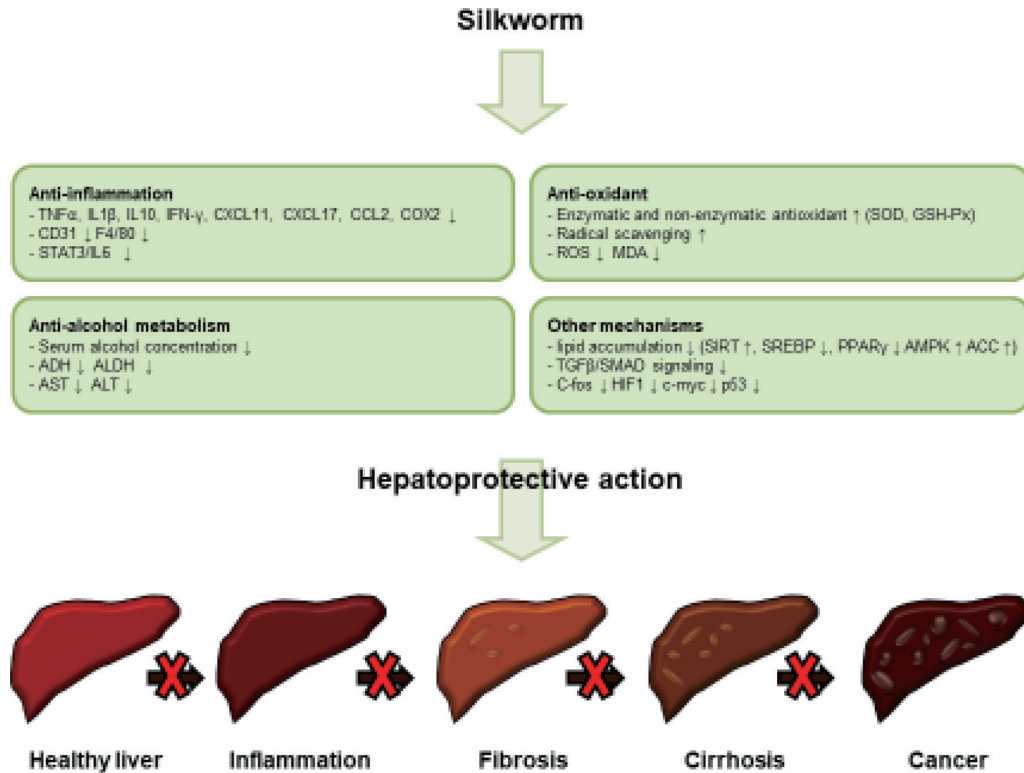 Silkworm
Anti-inflammation
- TNFα, IL1β, IL10, IFN-γ, CXCL11, CXCL17, CCL2, COX2 ↓
- CD31 ↓ F4/80 ↓
- STAT3/IL6 ↓
Anti-oxidant
- Enzymatic and non-enzymatic antioxidant ↑ (SOD, GSH-Px)
- Radical scavenging ↑
- ROS ↓ MDA ↓
Anti-alcohol metabolism
- Serum alcohol concentration ↓
- ADH ↓ ALDH ↓
- AST ↓ ALT ↓
Other mechanisms
- lipid accumulation ↓ (SIRT ↑, SREBP ↓, PPARγ ↓ AMPK ↑ ACC ↑)
- TGFβ/SMAD signaling ↓
- C-fos ↓ HIF1 ↓ c-myc ↓ p53 ↓
Hepatoprotective action
Healthy liver
Inflammation
Fibrosis
Cirrhosis
Cancer